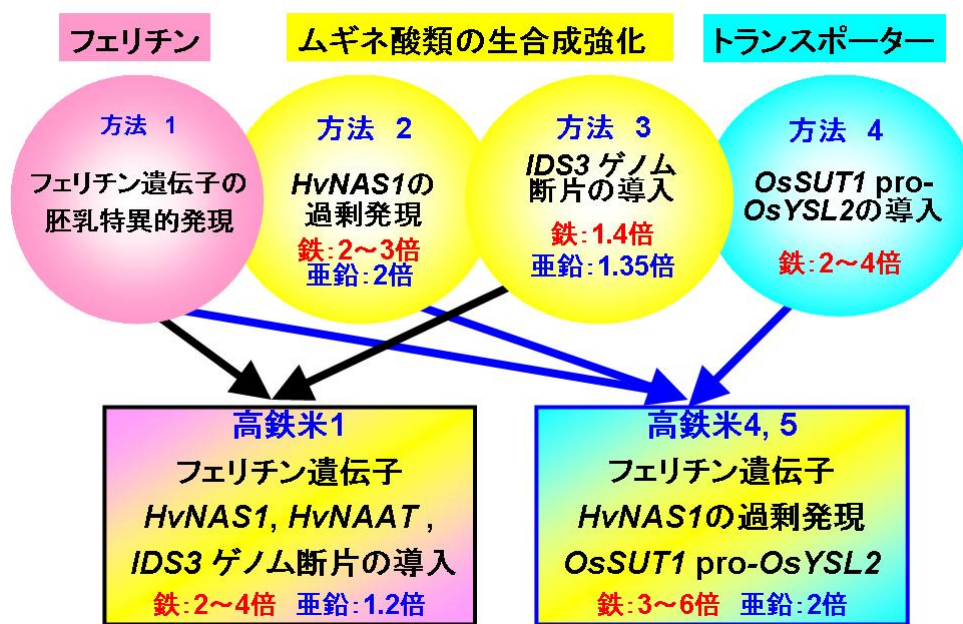 フェリチン
ムギネ酸類の生合成強化
トランスポーター
方法 1
フェリチン遺伝子の
胚乳特異的発現
方法 2
HvNAS1の
過剰発現
鉄：2～3倍
亜鉛：2倍
方法 3
IDS3 ゲノム
断片の導入
鉄：1.4倍
亜鉛：1.35倍
方法 4
OsSUT1 pro-
OsYSL2の導入
鉄：2～4倍
高鉄米1
フェリチン遺伝子
HvNAS1, HvNAAT ,
IDS3 ゲノム断片の導入
鉄：2～4倍 亜鉛：1.2倍
高鉄米4, 5
フェリチン遺伝子
HvNAS1の過剰発現
OsSUT1 pro-OsYSL2
鉄：3～6倍 亜鉛：2倍